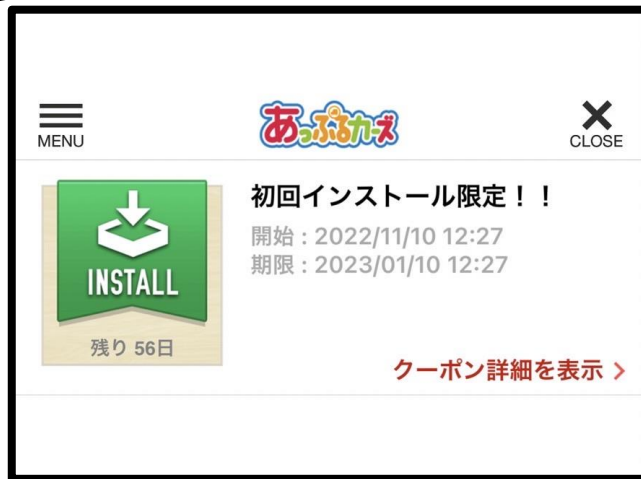 MENU
あっぷるカーズ
CLOSE
初回インストール限定！！
開始：2022/11/10 12:27
期限：2023/01/10 12:27
INSTALL
残り 56日
クーポン詳細を表示